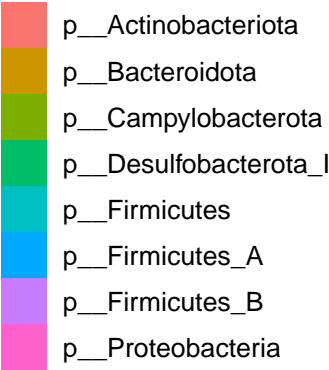 p__Actinobacteriota
p__Bacteroidota
p__Campylobacterota
p__Desulfobacterota_I
p__Firmicutes
p__Firmicutes_A
p__Firmicutes_B
p__Proteobacteria